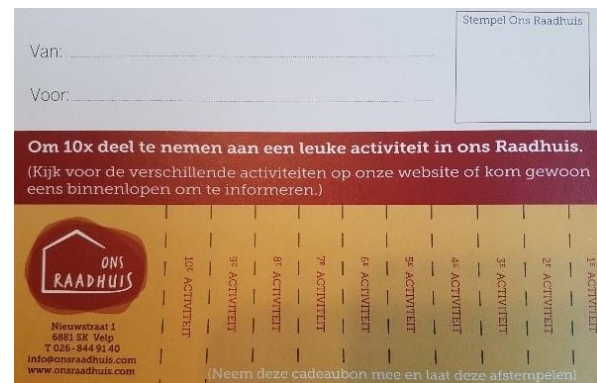 Stempel Ons Raadhuis
Van:
Voor:
Om 10x deel te nemen aan een leuke activiteit in ons Raadhuis.
(Kijk voor de verschillende activiteiten op onze website of kom gewoon
eens binnenlopen om te informeren.)
ONS
RAADHUIS
Nieuwstraat 1
6881 SK Velp
T 026 - 844 91 40
info@onsraadhuis.com
www.onsraadhuis.com
10E ACTIVITEIT
9E ACTIVITEIT
8E ACTIVITEIT
7E ACTIVITEIT
6E ACTIVITEIT
5E ACTIVITEIT
4E ACTIVITEIT
3E ACTIVITEIT
2E ACTIVITEIT
1E ACTIVITEIT
(Neem deze cadeaubon mee en laat deze afstempelen)